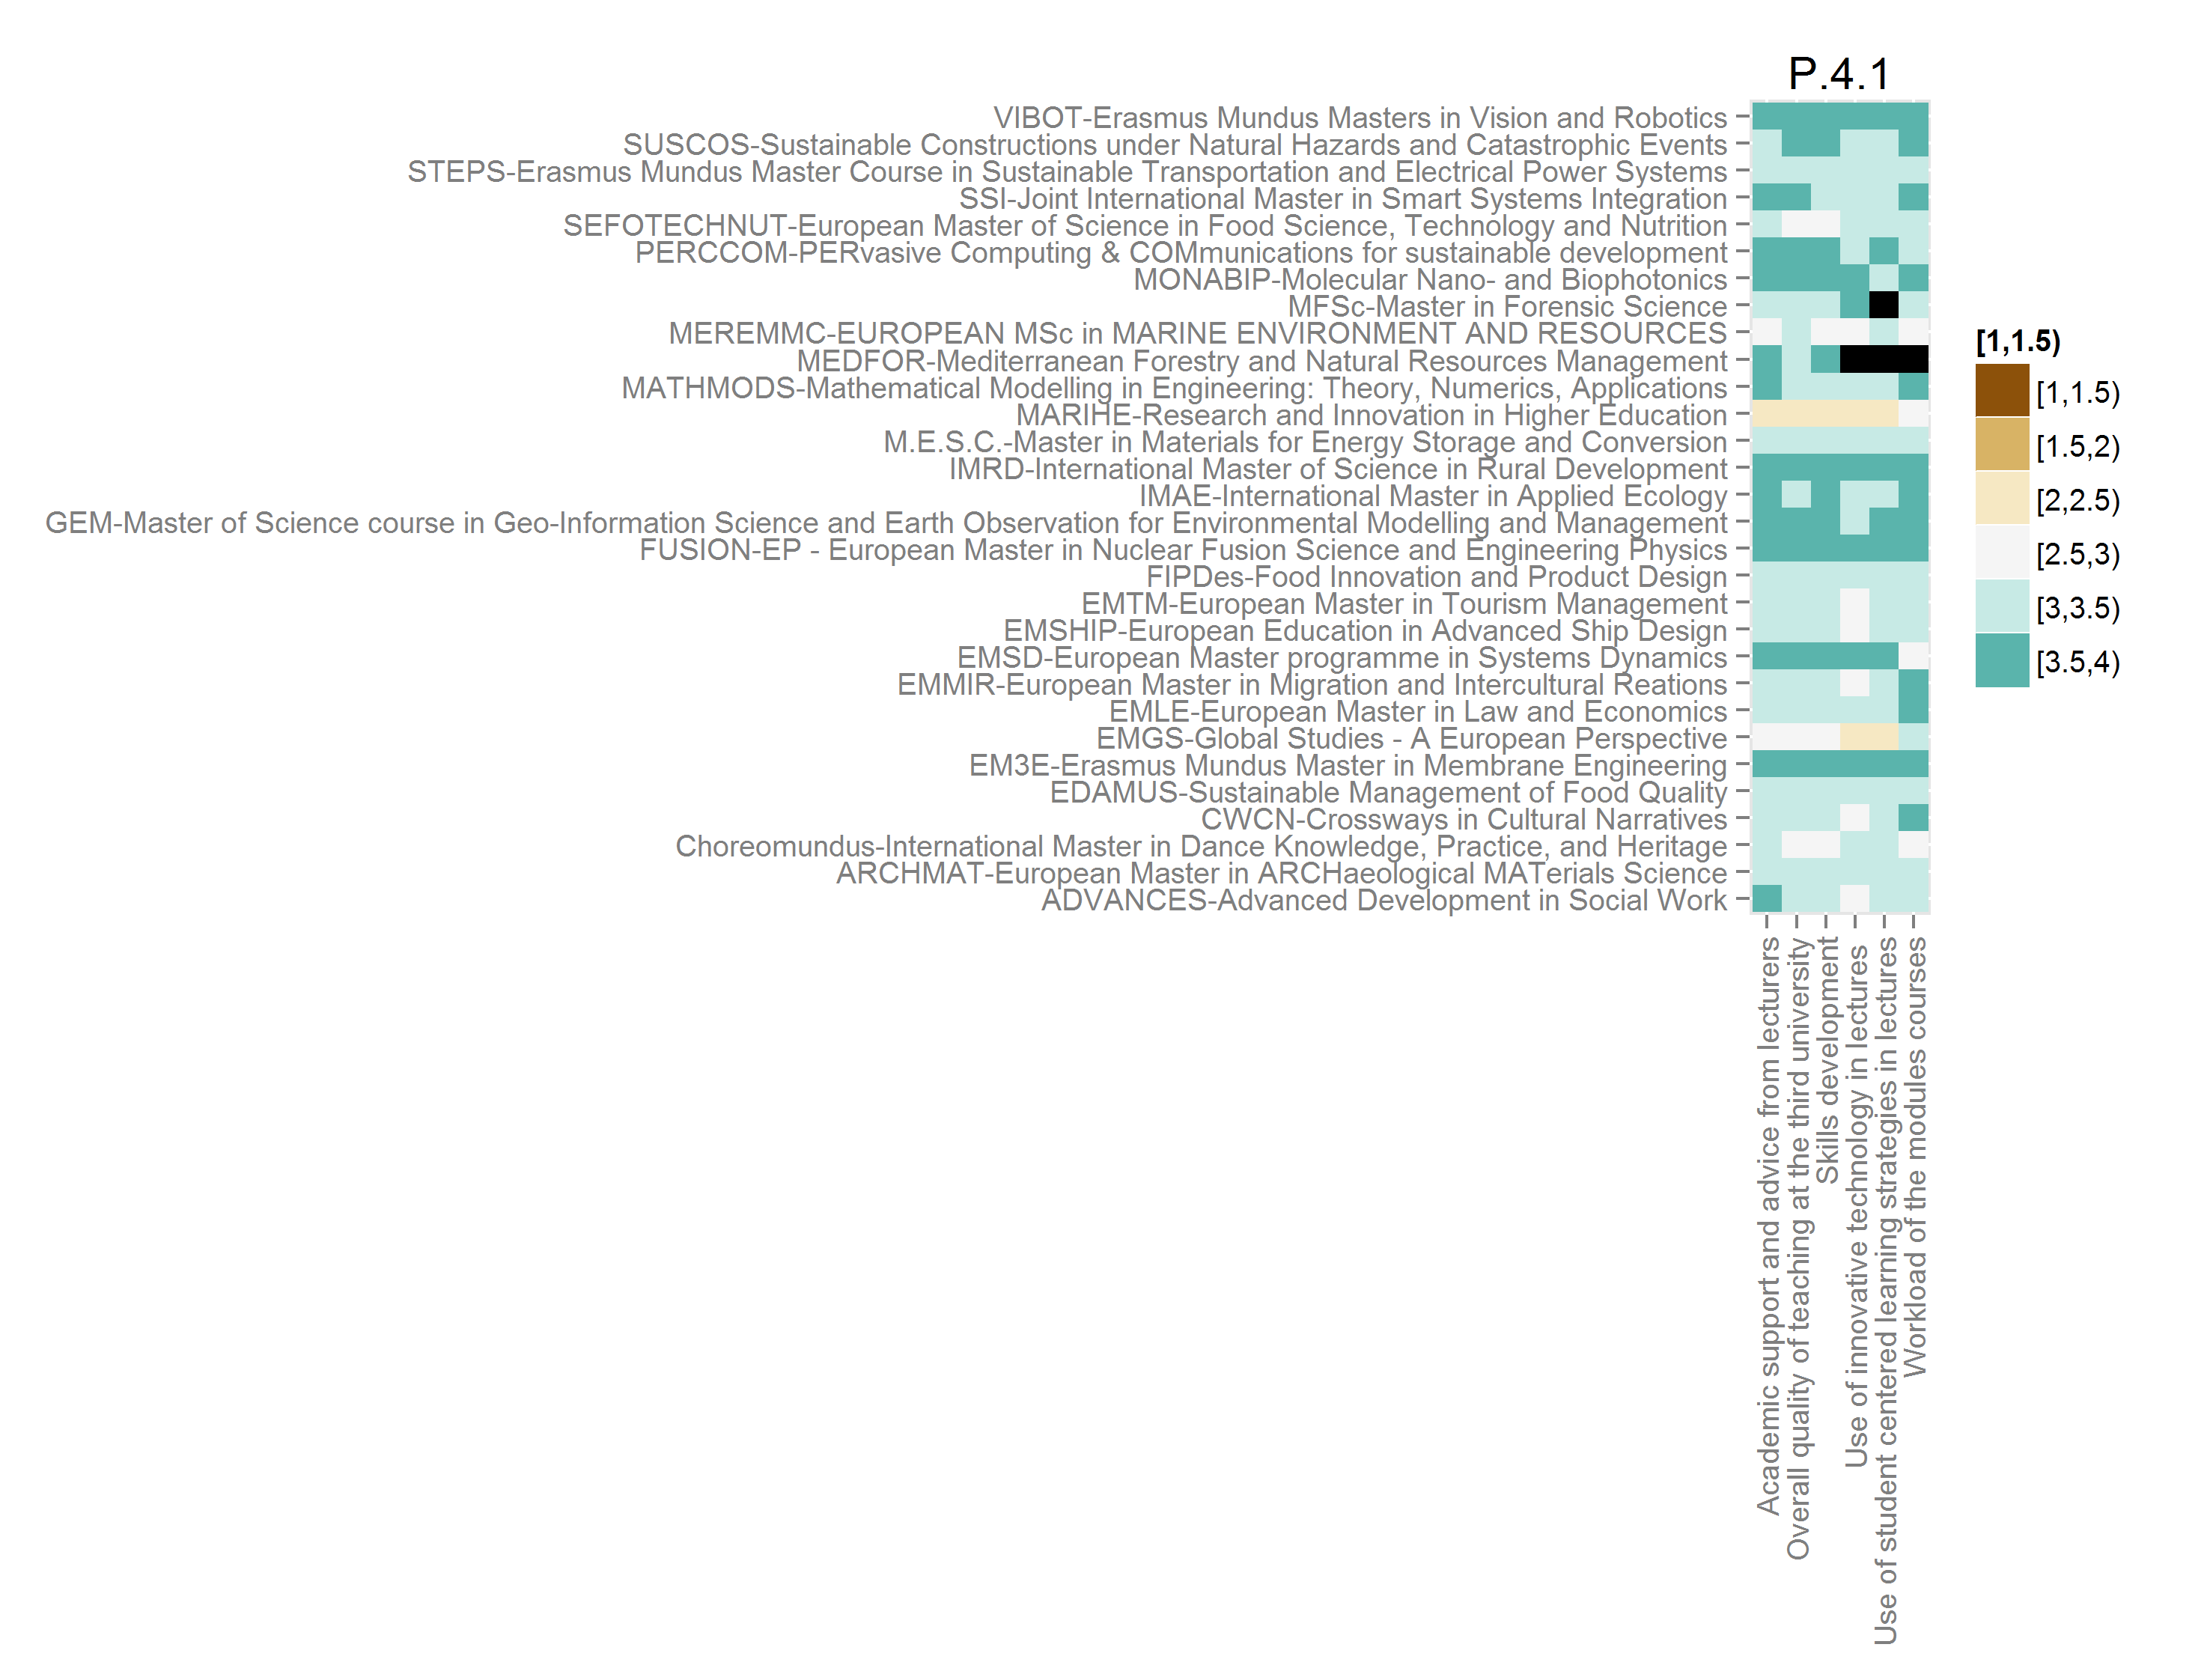 P.4.1
VIBOT-Erasmus Mundus Masters in Vision and Robotics
SUSCOS-Sustainable Constructions under Natural Hazards and Catastrophic Events
STEPS-Erasmus Mundus Master Course in Sustainable Transportation and Electrical Power Systems
SSI-Joint International Master in Smart Systems Integration
SEFOTECHNUT-European Master of Science in Food Science, Technology and Nutrition
PERCCOM-PERvasive Computing & COMmunications for sustainable development
MONABIP-Molecular Nano- and Biophotonics
MFSc-Master in Forensic Science
MEREMMC-EUROPEAN MSc in MARINE ENVIRONMENT AND RESOURCES
MEDFOR-Mediterranean Forestry and Natural Resources Management
MATHMODS-Mathematical Modelling in Engineering: Theory, Numerics, Applications
MARIHE-Research and Innovation in Higher Education
M.E.S.C.-Master in Materials for Energy Storage and Conversion
IMRD-International Master of Science in Rural Development
IMAE-International Master in Applied Ecology
GEM-Master of Science course in Geo-Information Science and Earth Observation for Environmental Modelling and Management
FUSION-EP - European Master in Nuclear Fusion Science and Engineering Physics
FIPDes-Food Innovation and Product Design
EMTM-European Master in Tourism Management
EMSHIP-European Education in Advanced Ship Design
EMSD-European Master programme in Systems Dynamics
EMMIR-European Master in Migration and Intercultural Reations
EMLE-European Master in Law and Economics
EMGS-Global Studies - A European Perspective
EM3E-Erasmus Mundus Master in Membrane Engineering
EDAMUS-Sustainable Management of Food Quality
CWCN-Crossways in Cultural Narratives
Choreomundus-International Master in Dance Knowledge, Practice, and Heritage
ARCHMAT-European Master in ARCHaeological MATerials Science
ADVANCES-Advanced Development in Social Work
Academic support and advice from lecturers
Overall quality of teaching at the third university
Skills development
Use of innovative technology in lectures
Use of student centered learning strategies in lectures
Workload of the modules courses
[1,1.5)
[1,1.5)
[1.5,2)
[2,2.5)
[2.5,3)
[3,3.5)
[3.5,4)